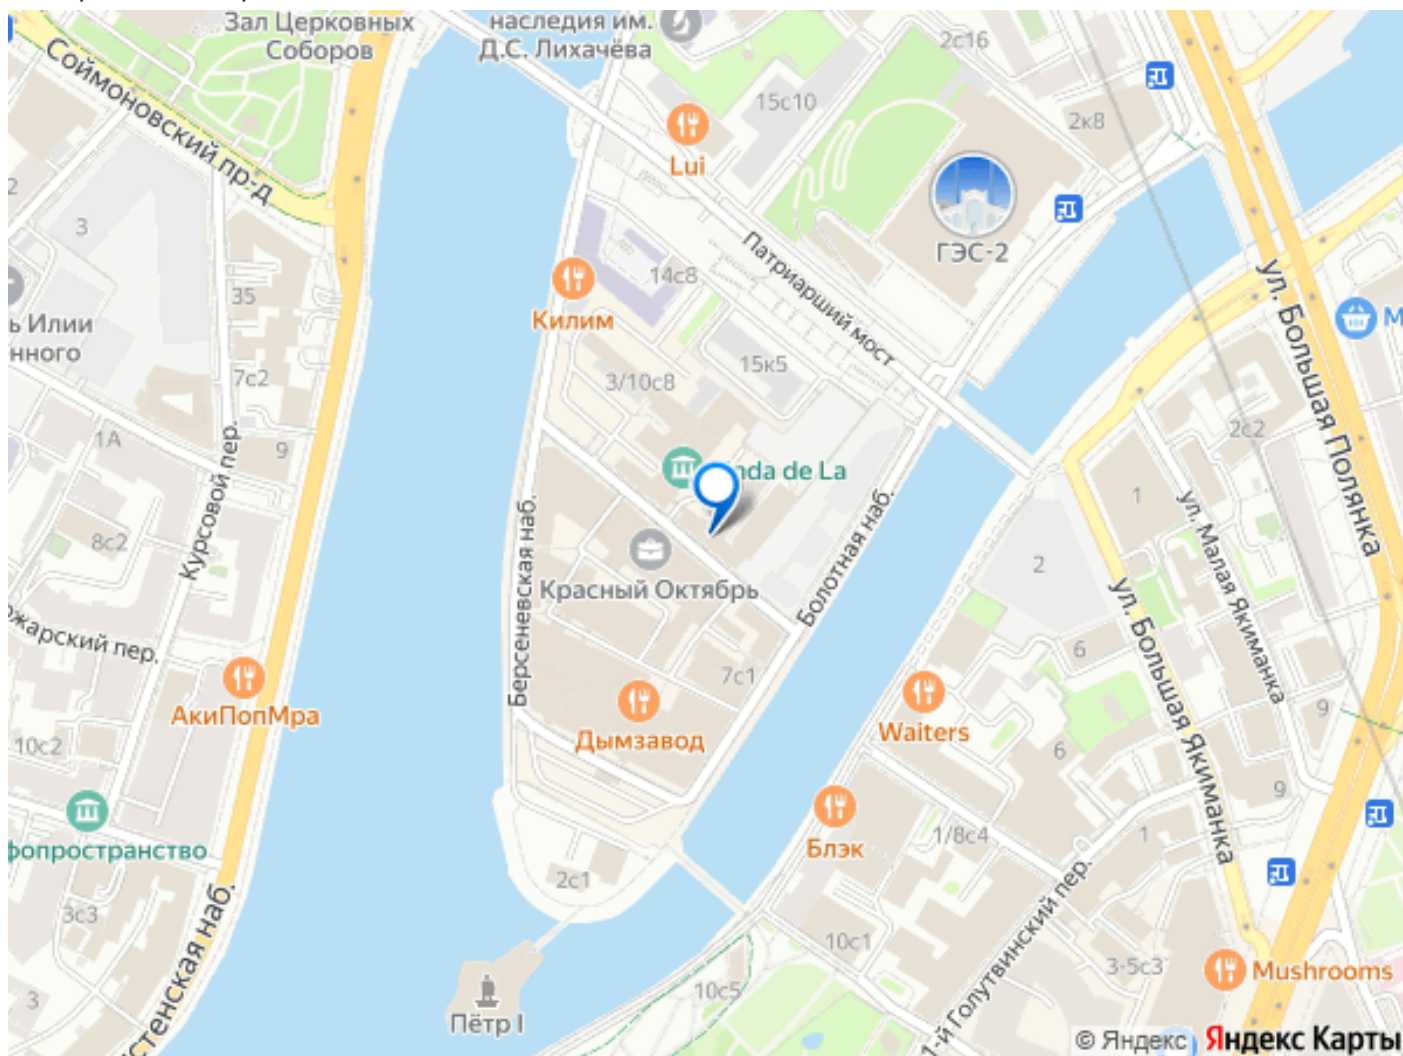 Зал Церковных
Соборов
наследия им.
Д.С. Лихачёва
2с16
15с10
2к8
Соймоновский пр-д
Lui
2
3
ГЭС-2
Патриарший мост
ул. Большая Полянка
14с8
35
Килим
М
ь Илии
нного
15к5
3/10с8
7с2
2с2
1А
9
Курсовой пер.
nda de La
1
ул. Малая Якиманка
Берсеневская наб.
Болотная наб.
8с2
Красный Октябрь
2
ул. Большая Якиманка
жарский пер.
6
7с1
АкиПопМра
Дымзавод
Waiters
9
10с2
6
9
фопространство
Блэк
1/8с4
1
2с1
3с3
стенская наб.
10с1
1-й Голутвинский пер.
3-5с3
Mushrooms
3
10с5
Пётр I
© Яндекс Яндекс Карты